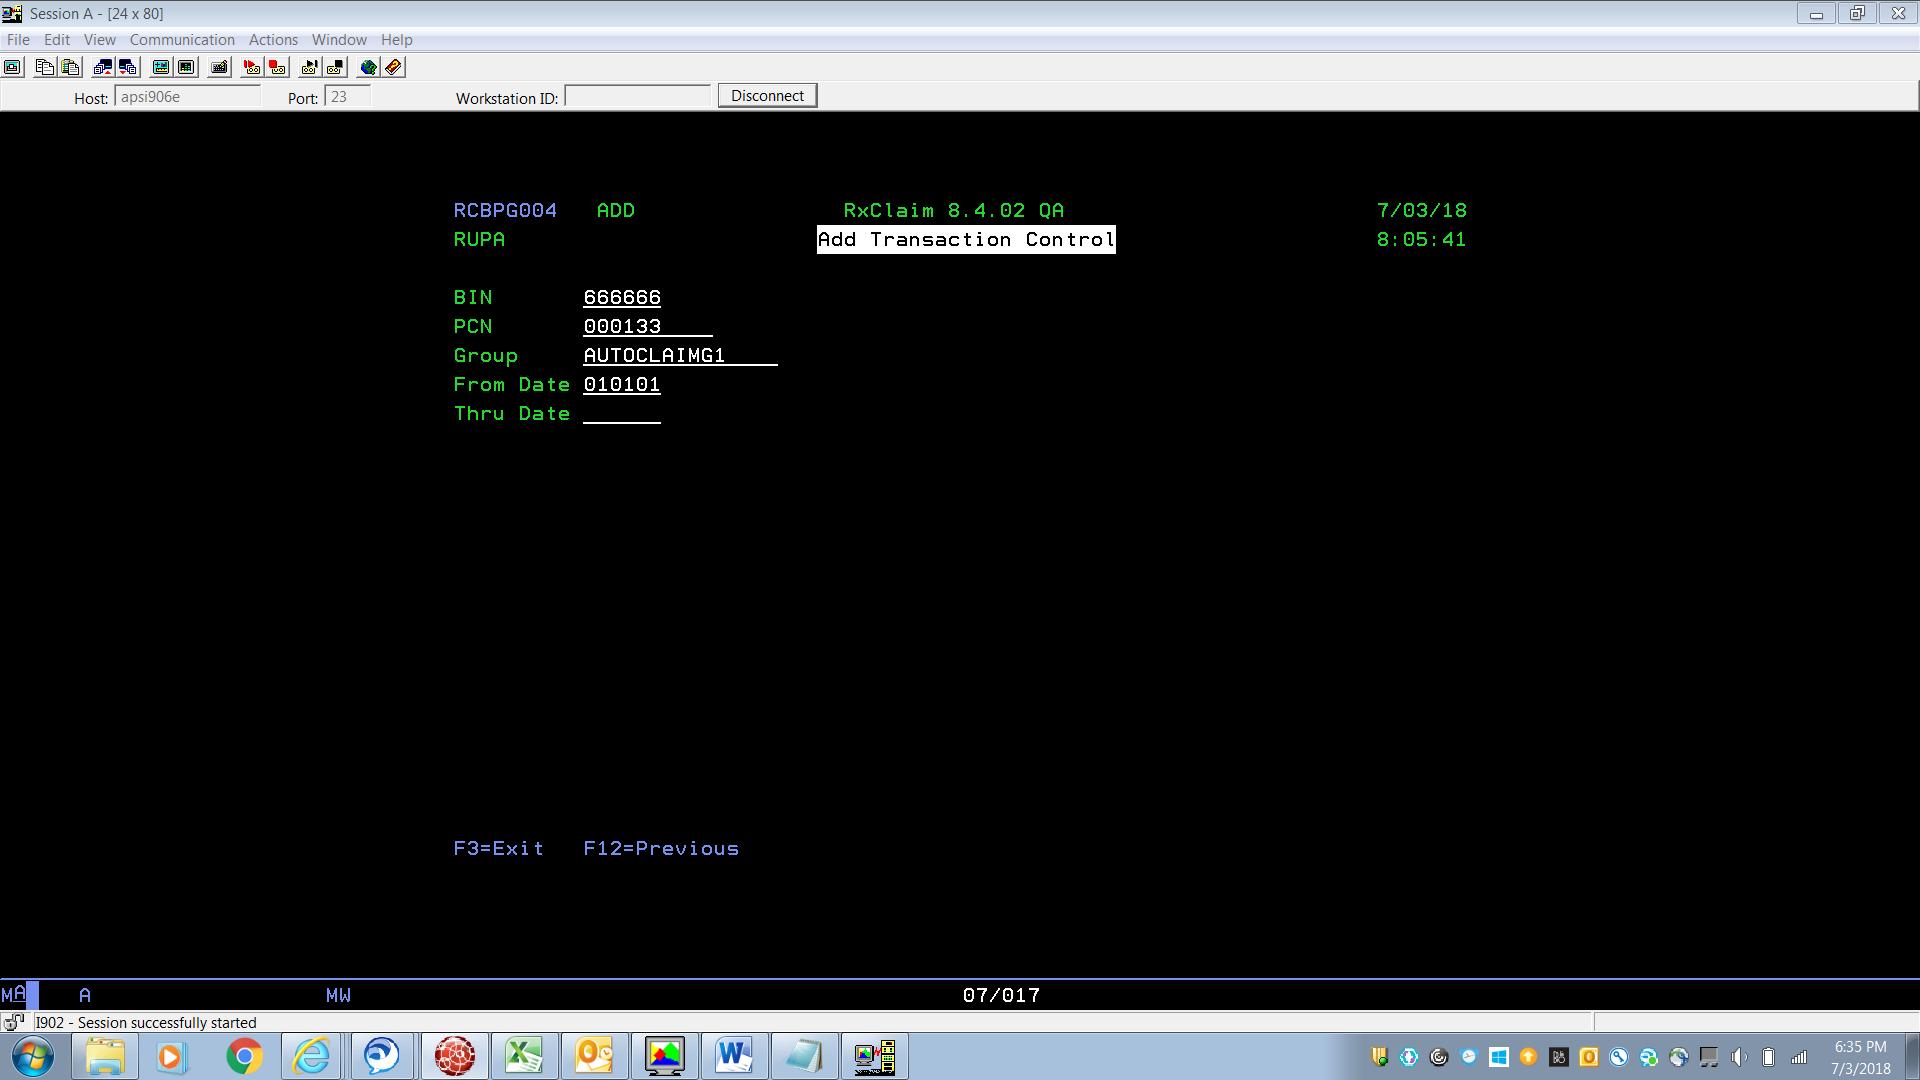 Session A - [24 x 80]
File Edit View Communication Actions Window Help
Host: apsi906e Port: 23 Workstation ID: Disconnect
RCBPG004 ADD RxClaim 8.4.02 QA 7/03/18
RUPA Add Transaction Control 8:05:41
BIN 666666
PCN 000133
Group AUTOCLAIMG1
From Date 010101
Thru Date
F3=Exit F12=Previous
MA A MW 07/017
I902 - Session successfully started
6:35 PM
7/3/2018